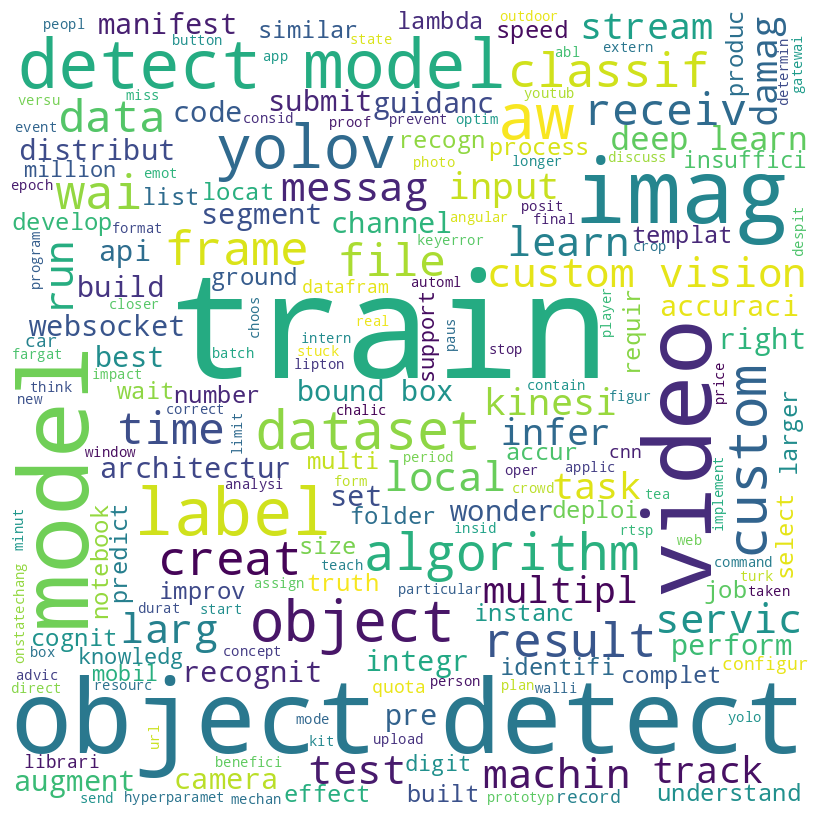 peopl manifest similar lambda speed outdoor stream produc damag determin gatewai
button app state abl extern
detect model classif
versu miss submit guidanc youtub
data code consid aw receiv
event proof prevent optim
distribut yolov recogn process deep learn
million emot longer discuss insuffici
epoch list locat messag input photo despit
wai segment channel angular posit final imag
develop format keyerror learn templat
run api frame file crop
program build ground datafram automl custom vision
closer choos real support paus player requir accuraci
websocket train intern stop right
car batch stuck lipton price
fargat best bound box kinesi
think impact wait number contain figur
new correct chalic video custom larger
model time limit dataset infer
window multi period accur cnn
architectur analysi form oper applic task implement
label set local crowd tea rtsp
notebook predict folder wonder deploi select
minut size algorithm web command
onstatechang improv truth insid job turk taken
creat assign teach particular multipl
durat start instanc
cognit larg object result servic
box knowledg concept integr identifi perform
advic mobil recognit person complet configur
direct resourc quota plan walli
object detect
url mode pre yolo
kit upload
librari benefici test digit machin track
augment camera
send hyperparamet mechan effect built prototyp record understand